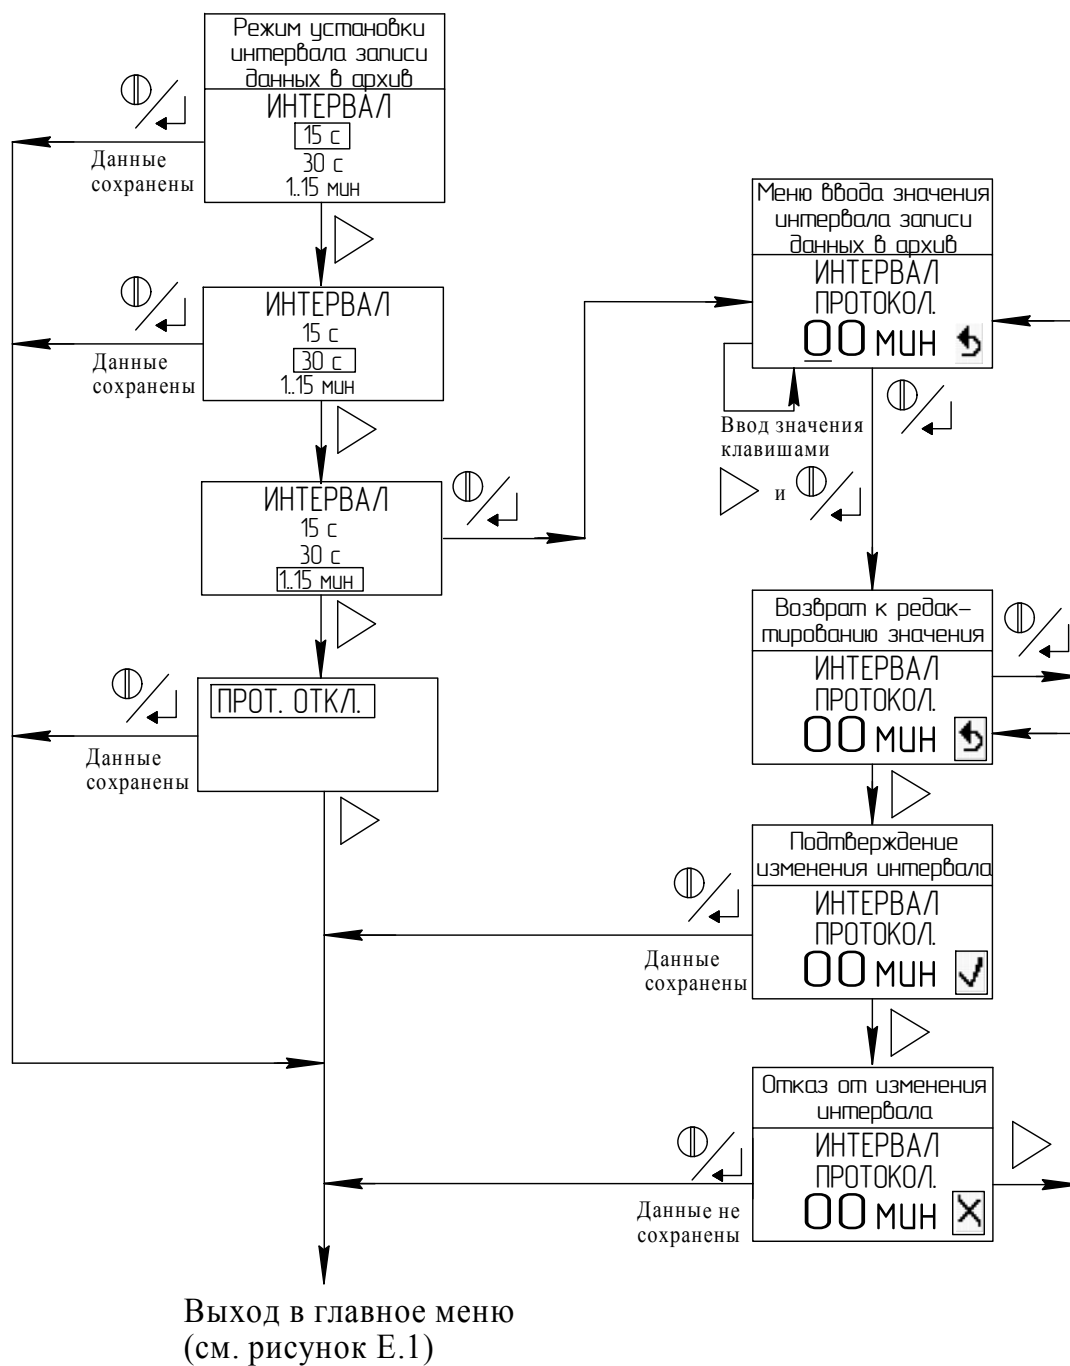 Режим установки
интервала записи
данных в архив
ИНТЕРВАЛ
15 с
30 с
1..15 мин
Данные
сохранены
ИНТЕРВАЛ
15 с
30 с
1..15 мин
Данные
сохранены
ИНТЕРВАЛ
15 с
30 с
1..15 мин
ПРОТ. ОТКЛ.
Данные
сохранены
Меню ввода значения
интервала записи
данных в архив
ИНТЕРВАЛ
ПРОТОКОЛ.
00 мин
Ввод значения
клавишами
и
Возврат к редак-
тированию значения
ИНТЕРВАЛ
ПРОТОКОЛ.
00 мин
Подтверждение
изменения интервала
ИНТЕРВАЛ
ПРОТОКОЛ.
00 мин
Данные
сохранены
Отказ от изменения
интервала
ИНТЕРВАЛ
ПРОТОКОЛ.
00 мин
Данные не
сохранены
Выход в главное меню
(см. рисунок Е.1)